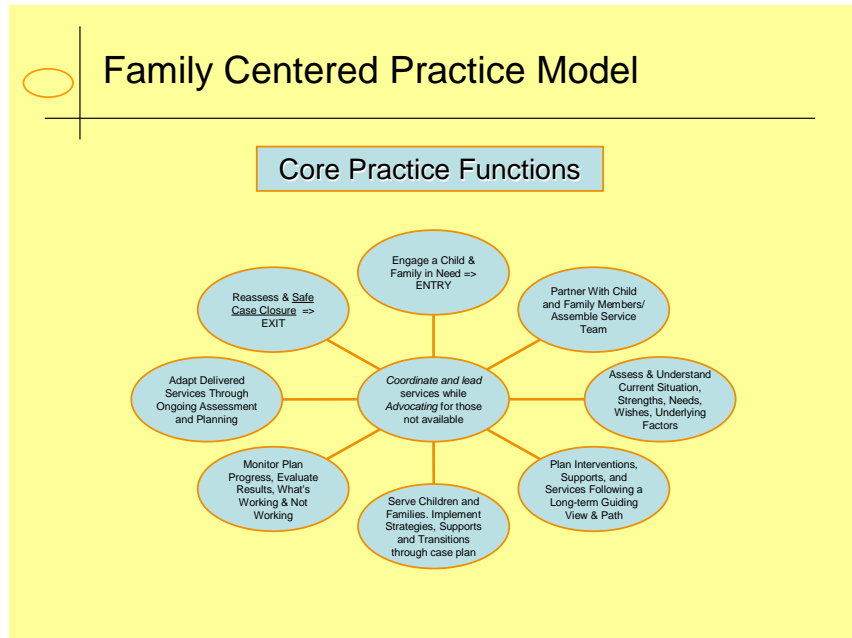 Family Centered Practice Model
Core Practice Functions
Engage a Child &
Family in Need =>
ENTRY
Partner With Child
and Family Members/
Assemble Service
Team
Assess & Understand
Current Situation,
Strengths, Needs,
Wishes, Underlying
Factors
Plan Interventions,
Supports, and
Services Following a
Long-term Guiding
View & Path
Serve Children and
Families. Implement
Strategies, Supports
and Transitions
through case plan
Monitor Plan
Progress, Evaluate
Results, What's
Working & Not
Working
Adapt Delivered
Services Through
Ongoing Assessment
and Planning
Reassess & Safe
Case Closure =>
EXIT
Coordinate and lead
services while
Advocating for those
not available